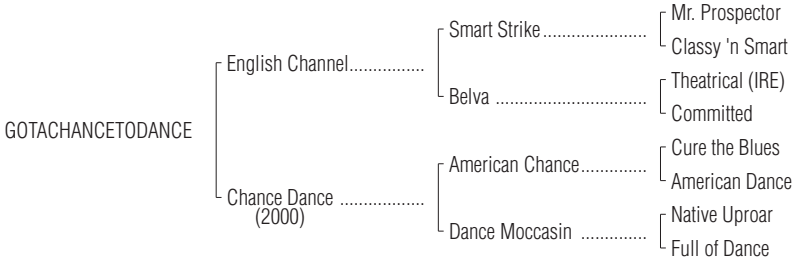 Mr. Prospector
Smart Strike......................
Classy 'n Smart
English Channel................
Theatrical (IRE)
Belva ................................
Committed
GOTACHANCETODANCE
Cure the Blues
American Chance..............
American Dance
Chance Dance ..................
(2000)
Native Uproar
Dance Moccasin ..............
Full of Dance